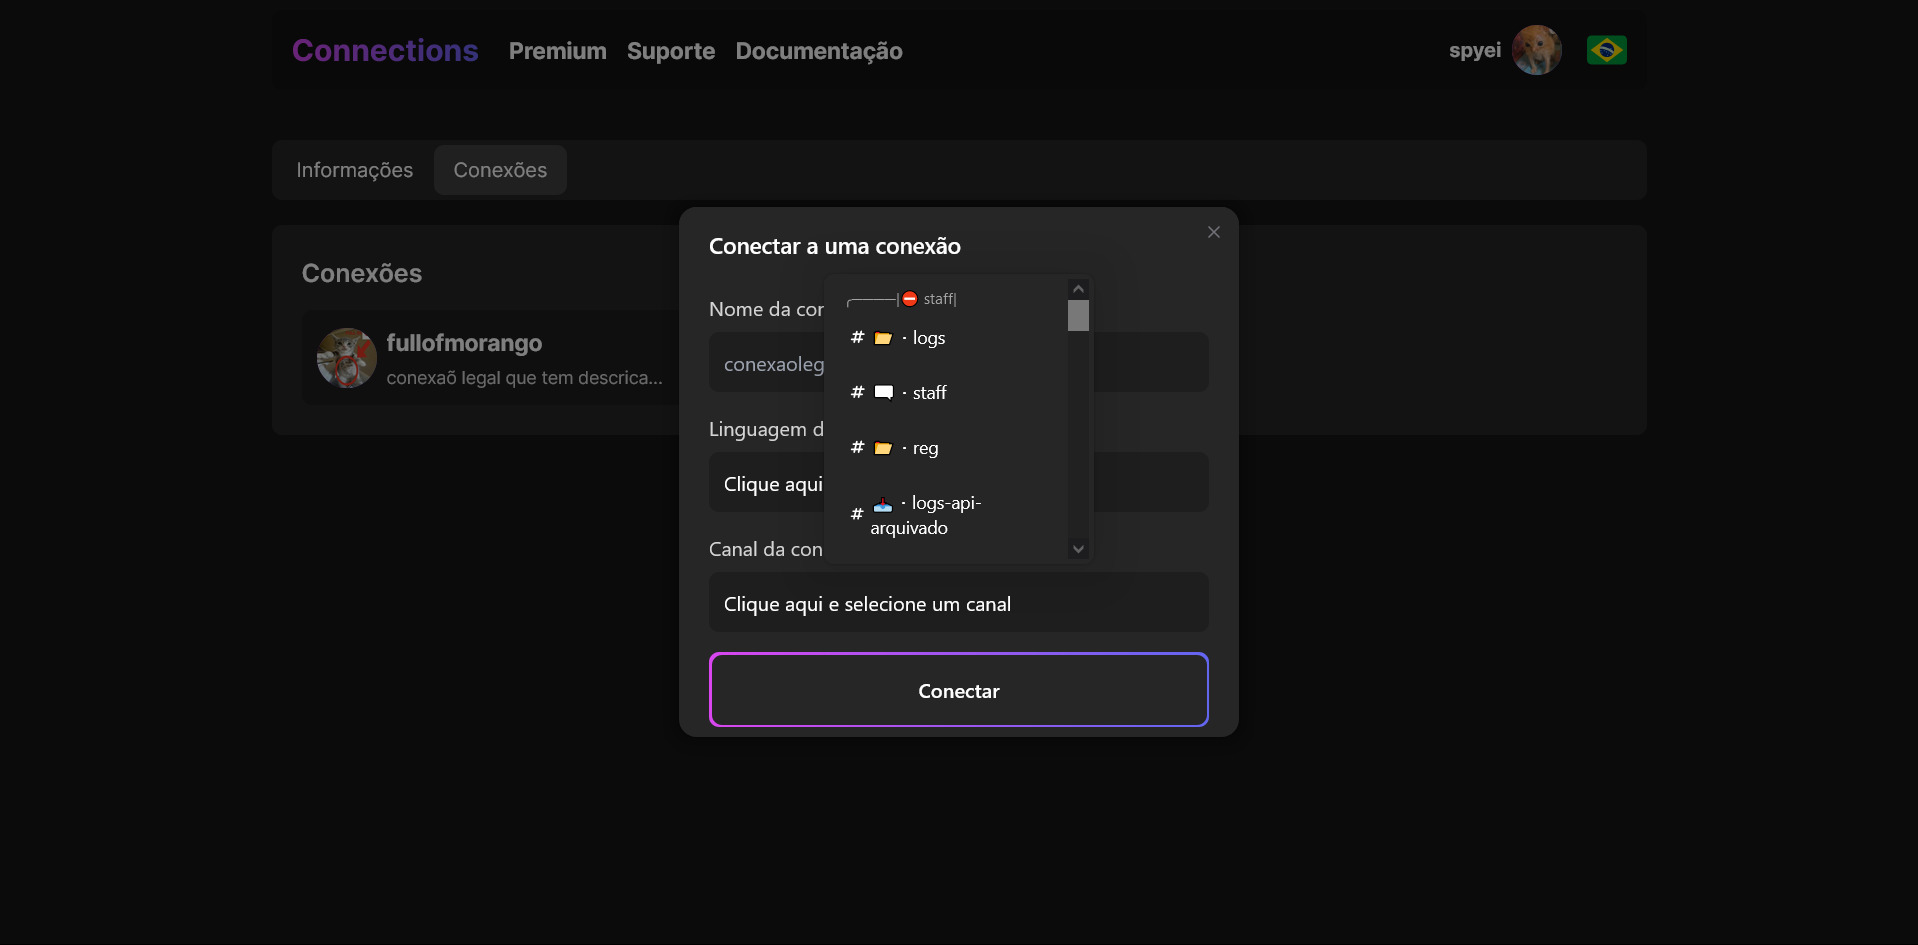 Connections Premium Suporte Documentação spyei
Informações Conexões
Conexões
fullofmorango
conexaõ legal que tem descrica...
Conectar a uma conexão
Nome da con
conexaoleg
Linguagem d
Clique aqui
Canal da con
Clique aqui e selecione um canal
Conectar
╭────|⛔ staff|
# 📂 · logs
# 💬 · staff
# 📂 · reg
# 📥 · logs-api-
arquivado